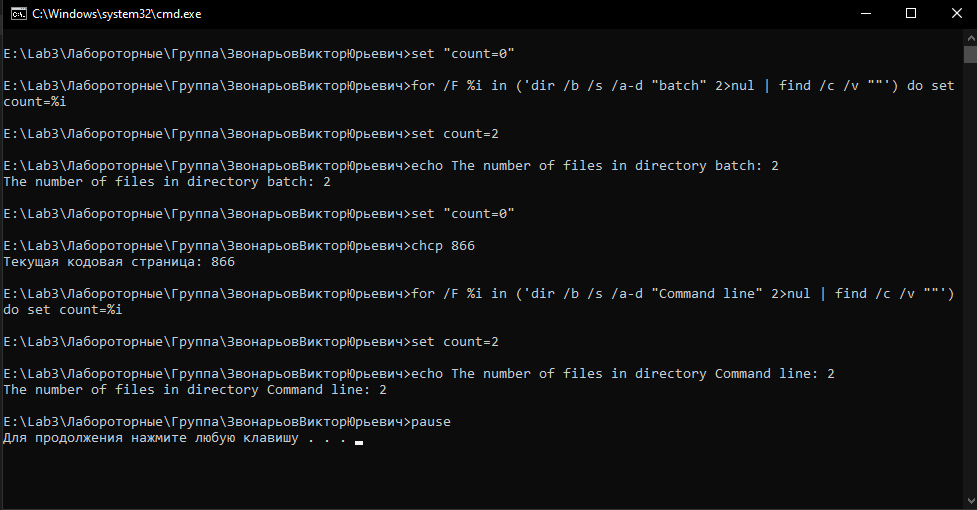 C:\Windows\system32\cmd.exe
E:\Lab3\Лабороторные\Группа\ЗвонарьовВикторЮрьевич>set "count=0"
E:\Lab3\Лабороторные\Группа\ЗвонарьовВикторЮрьевич>for /F %i in ('dir /b /s /a-d "batch" 2>nul | find /c /v ""') do set
count=%i
E:\Lab3\Лабороторные\Группа\ЗвонарьовВикторЮрьевич>set count=2
E:\Lab3\Лабороторные\Группа\ЗвонарьовВикторЮрьевич>echo The number of files in directory batch: 2
The number of files in directory batch: 2
E:\Lab3\Лабороторные\Группа\ЗвонарьовВикторЮрьевич>set "count=0"
E:\Lab3\Лабороторные\Группа\ЗвонарьовВикторЮрьевич>chcp 866
Текущая кодовая страница: 866
E:\Lab3\Лабороторные\Группа\ЗвонарьовВикторЮрьевич>for /F %i in ('dir /b /s /a-d "Command line" 2>nul | find /c /v ""')
do set count=%i
E:\Lab3\Лабороторные\Группа\ЗвонарьовВикторЮрьевич>set count=2
E:\Lab3\Лабороторные\Группа\ЗвонарьовВикторЮрьевич>echo The number of files in directory Command line: 2
The number of files in directory Command line: 2
E:\Lab3\Лабороторные\Группа\ЗвонарьовВикторЮрьевич>pause
Для продолжения нажмите любую клавишу . . .